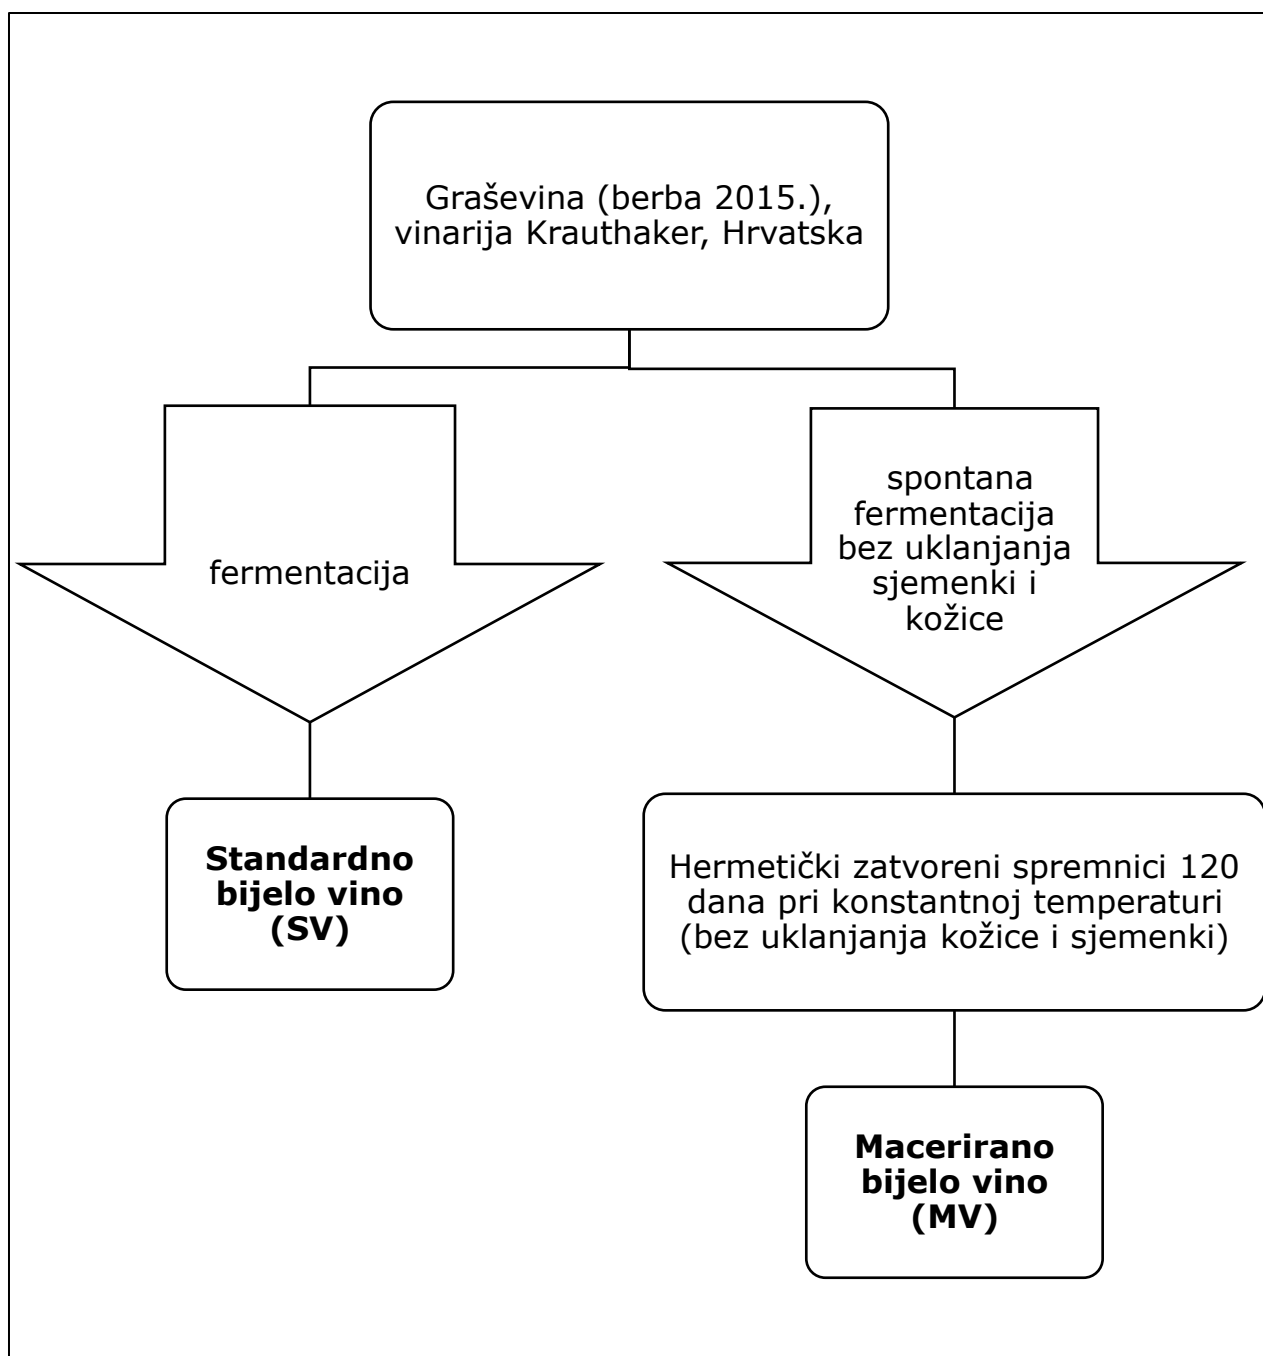 Graševina (berba 2015.),
vinarija Krauthaker, Hrvatska
fermentacija
spontana
fermentacija
bez uklanjanja
sjemenki i
kožice
Standardno
bijelo vino
(SV)
Hermetički zatvoreni spremnici 120
dana pri konstantnoj temperaturi
(bez uklanjanja kožice i sjemenki)
Macerirano
bijelo vino
(MV)